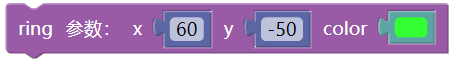 ring 参数： x 60 y -50 color